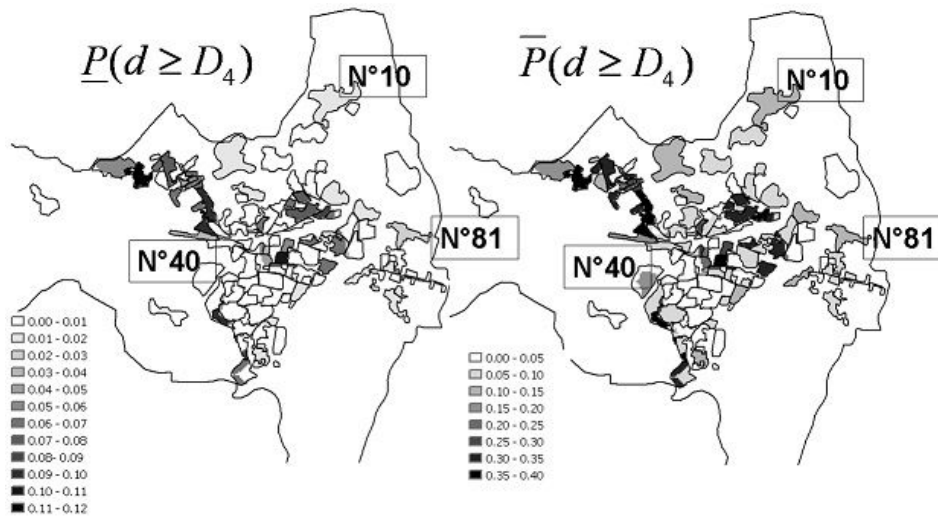 P(d ≥ D₄)
N°10
N°81
N°40
0.00 - 0.01
0.01 - 0.02
0.02 - 0.03
0.03 - 0.04
0.04 - 0.05
0.05 - 0.06
0.06 - 0.07
0.07 - 0.08
0.08- 0.09
0.09 - 0.10
0.10 - 0.11
0.11 - 0.12
P̅(d ≥ D₄)
N°10
N°81
N°40
0.00 - 0.05
0.05 - 0.10
0.10 - 0.15
0.15 - 0.20
0.20 - 0.25
0.25 - 0.30
0.30 - 0.35
0.35 - 0.40